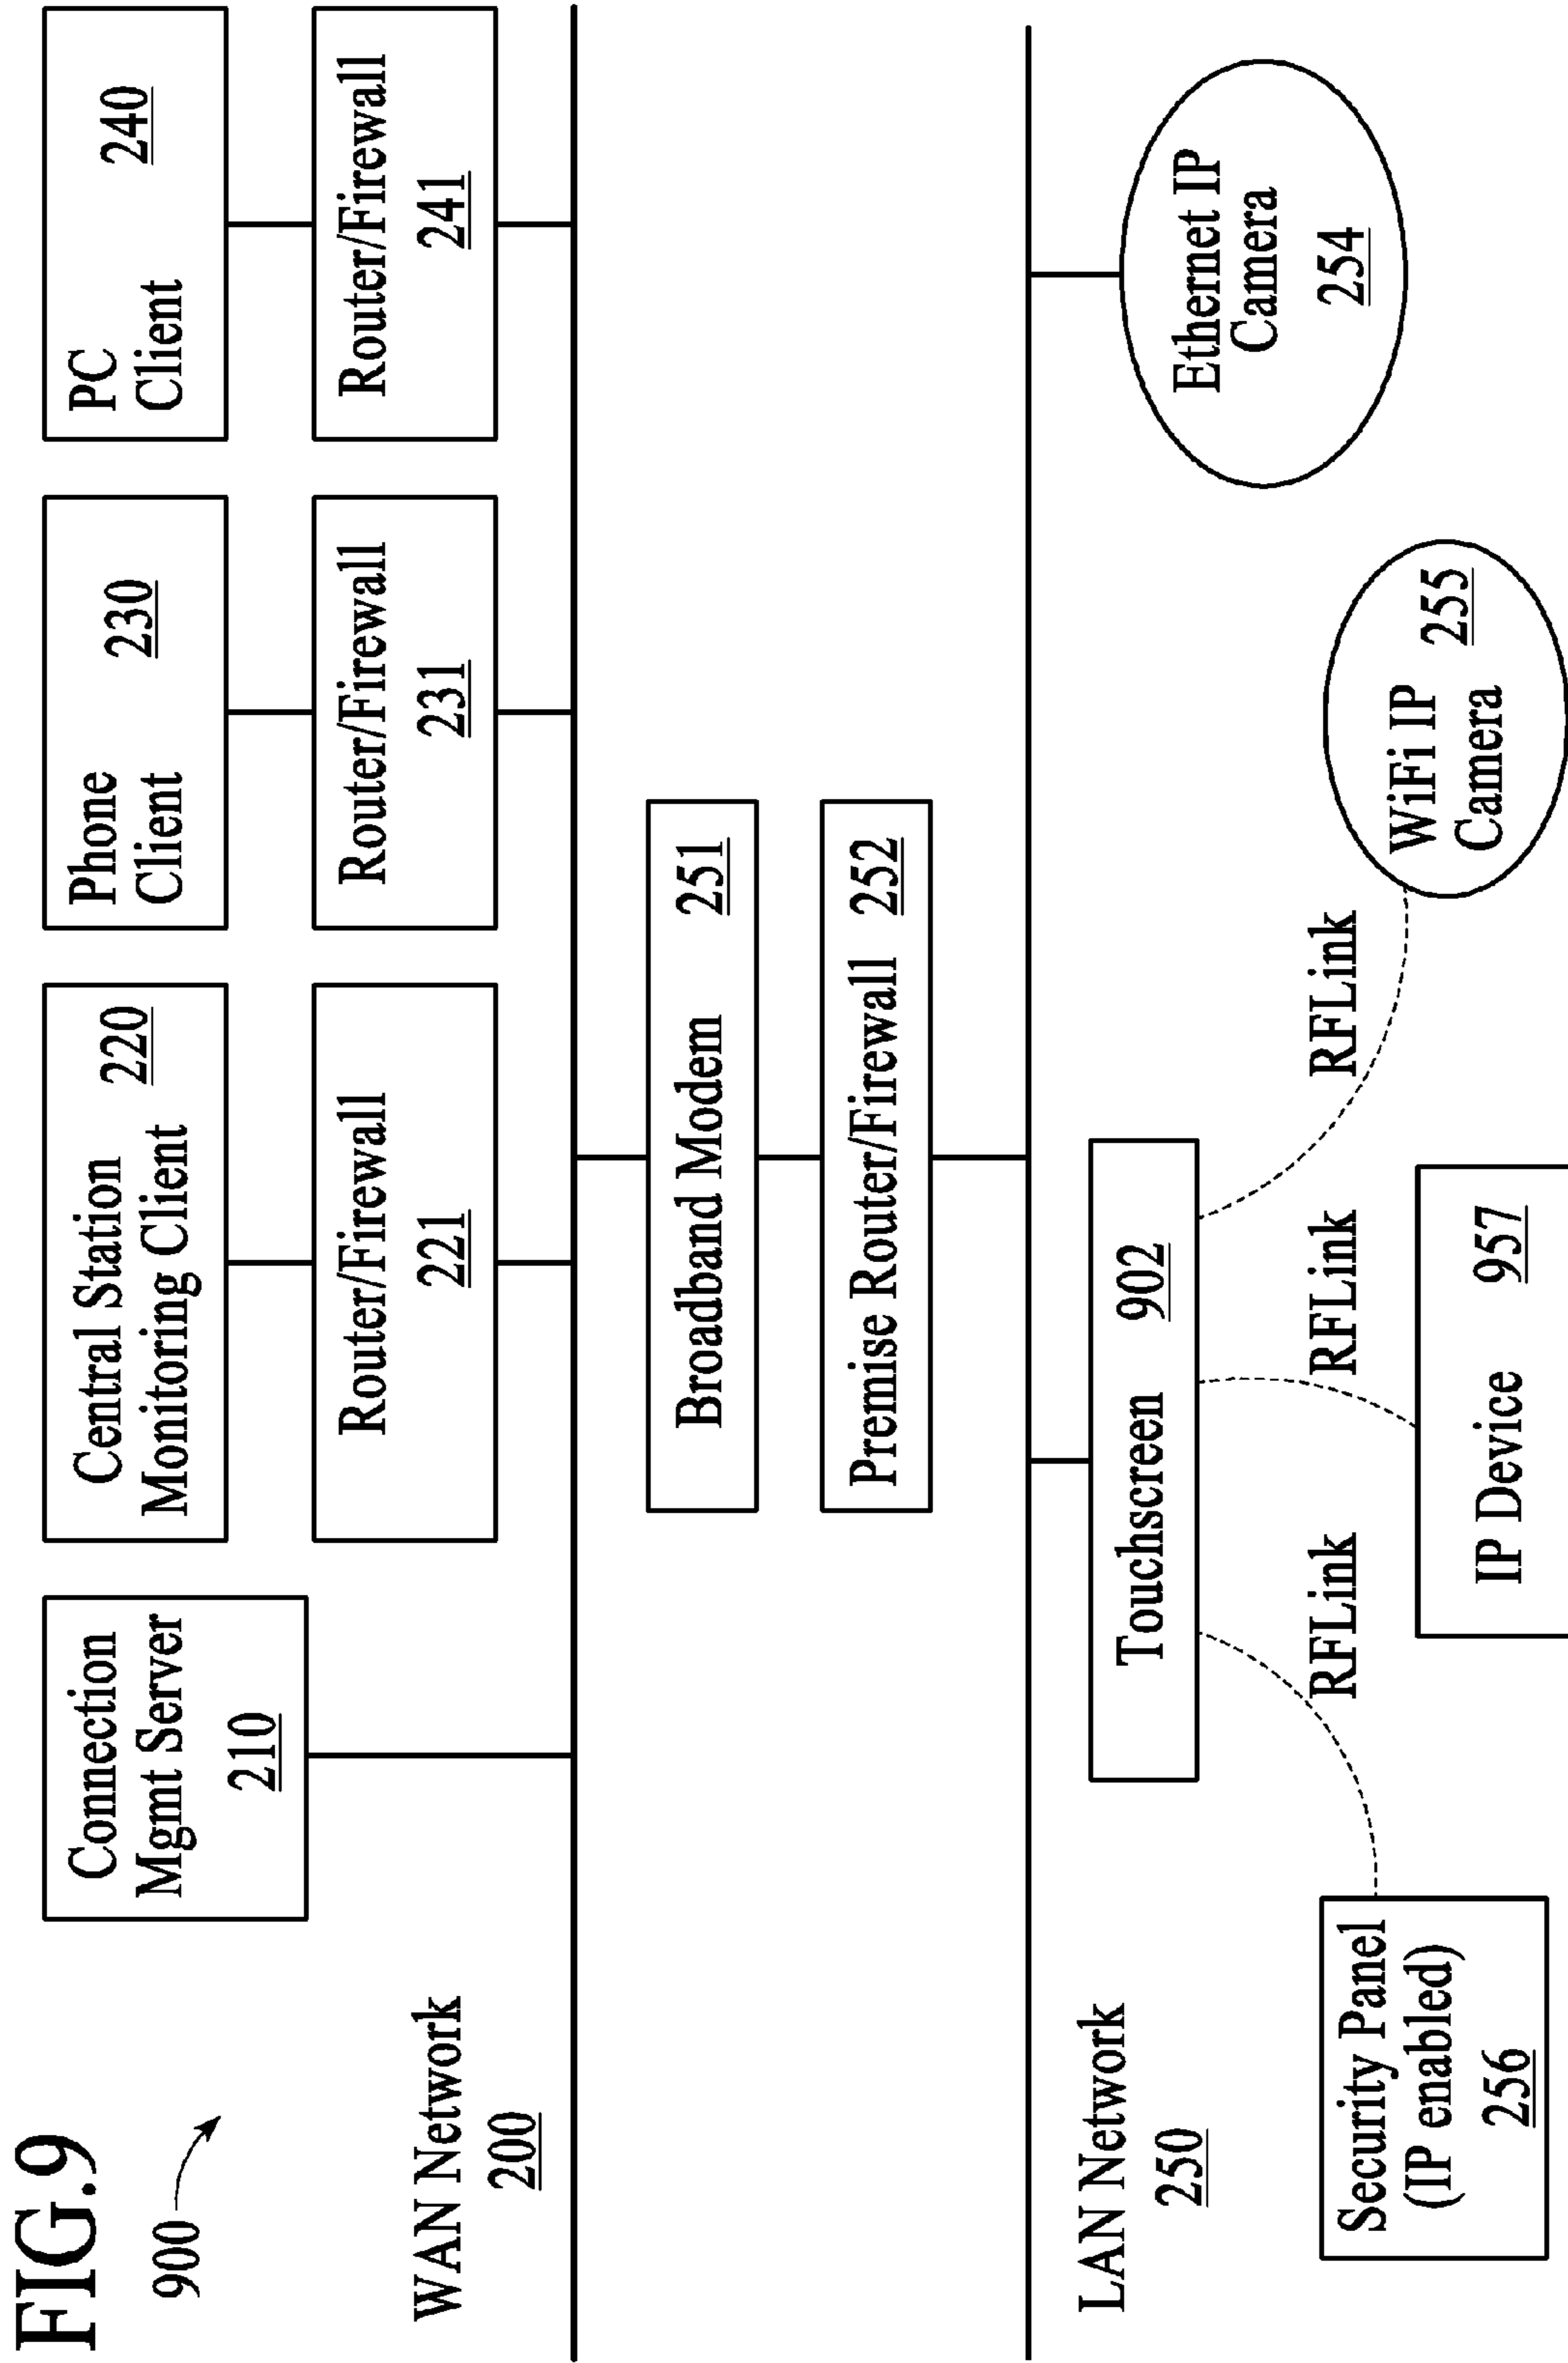 FIG.9
900
Connection
Mgmt Server
210
Central Station
Monitoring Client
220
Phone
Client
230
PC
Client
240
Router/Firewall
221
Router/Firewall
231
Router/Firewall
241
WAN Network
200
Broadband Modem 251
Premise Router/Firewall 252
LAN Network
250
Touchscreen 902
Ethernet IP
Camera
254
RFLink
RFLink
RFLink
Security Panel
(IP enabled)
256
IP Device 957
WiFi IP
Camera
255